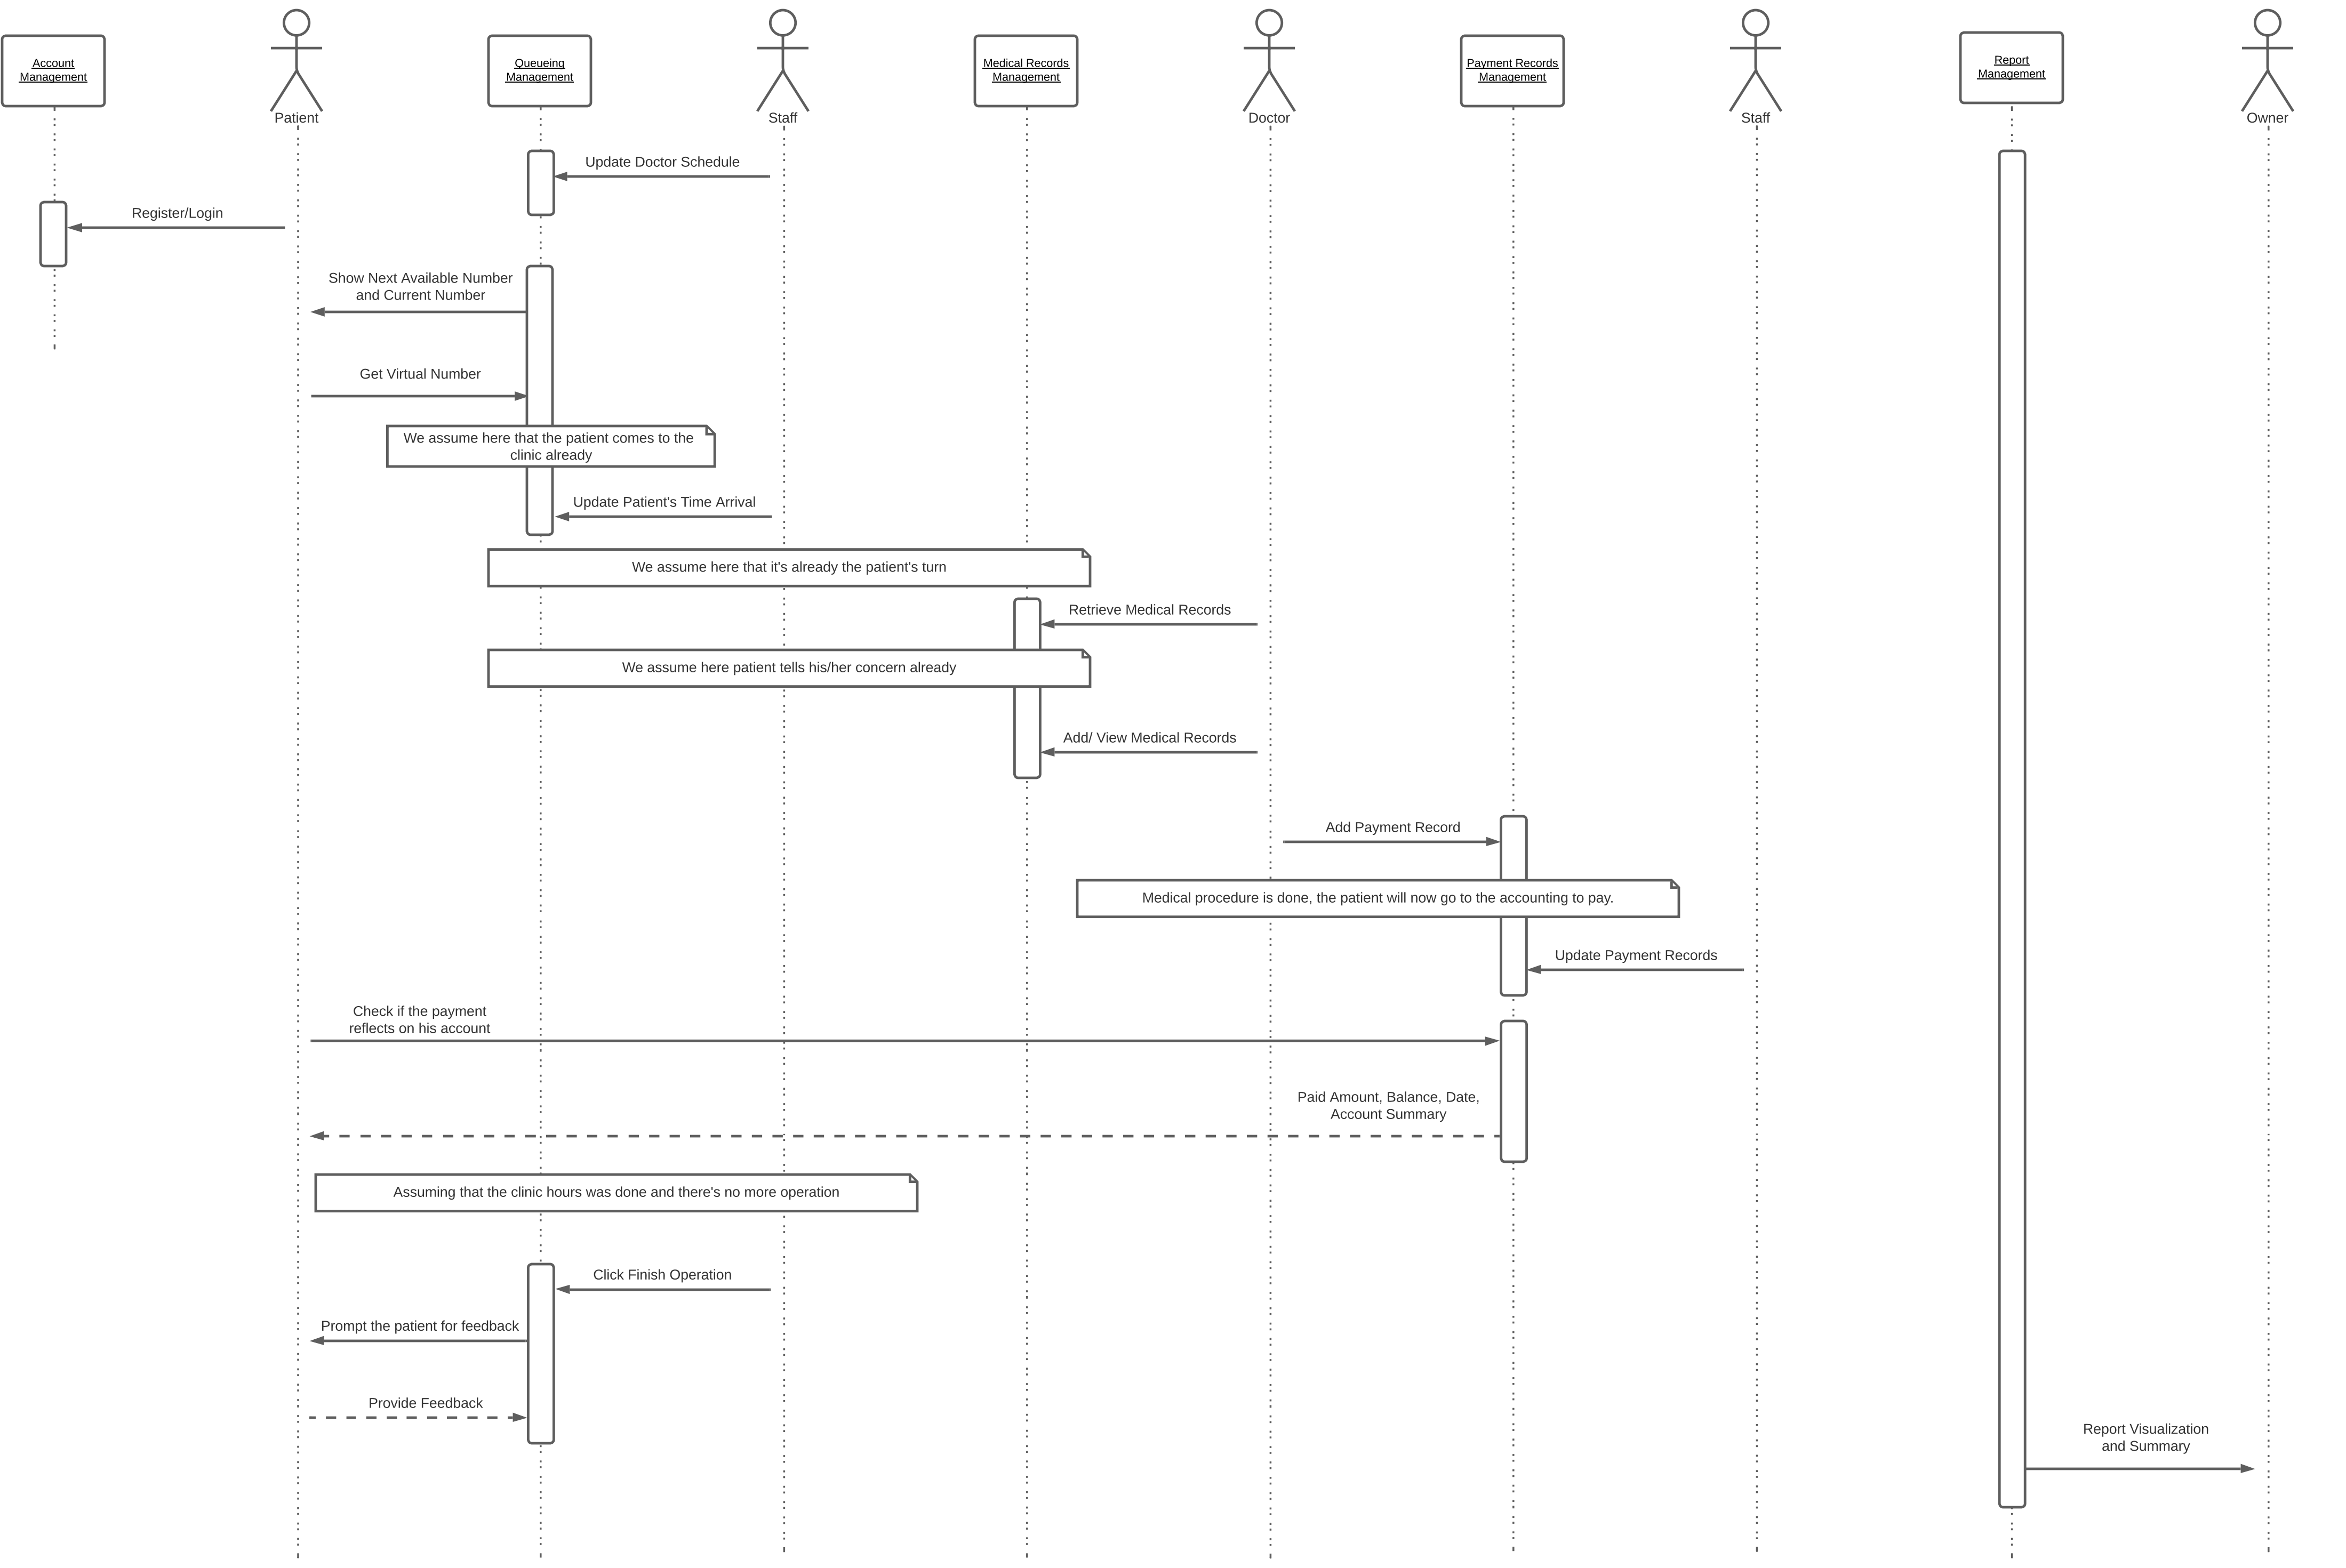 Account
Management
Patient
Queueing
Management
Staff
Medical Records
Management
Doctor
Payment Records
Management
Staff
Report
Management
Owner
Update Doctor Schedule
Register/Login
Show Next Available Number
and Current Number
Get Virtual Number
We assume here that the patient comes to the
clinic already
Update Patient's Time Arrival
We assume here that it's already the patient's turn
Retrieve Medical Records
We assume here patient tells his/her concern already
Add/ View Medical Records
Add Payment Record
Medical procedure is done, the patient will now go to the accounting to pay.
Update Payment Records
Check if the payment
reflects on his account
Paid Amount, Balance, Date,
Account Summary
Assuming that the clinic hours was done and there's no more operation
Click Finish Operation
Prompt the patient for feedback
Provide Feedback
Report Visualization
and Summary